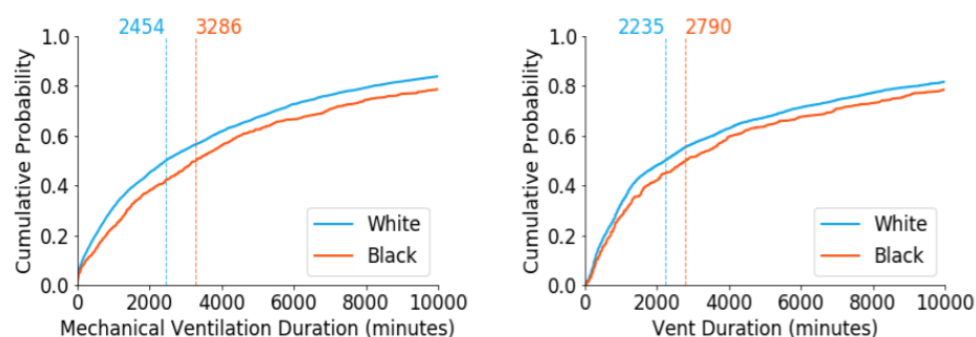 2454 3286
1.0
0.8
0.6
0.4
0.2
0.0
Cumulative Probability
White
Black
0 2000 4000 6000 8000 10000
Mechanical Ventilation Duration (minutes)
2235 2790
1.0
0.8
0.6
0.4
0.2
0.0
Cumulative Probability
White
Black
0 2000 4000 6000 8000 10000
Vent Duration (minutes)